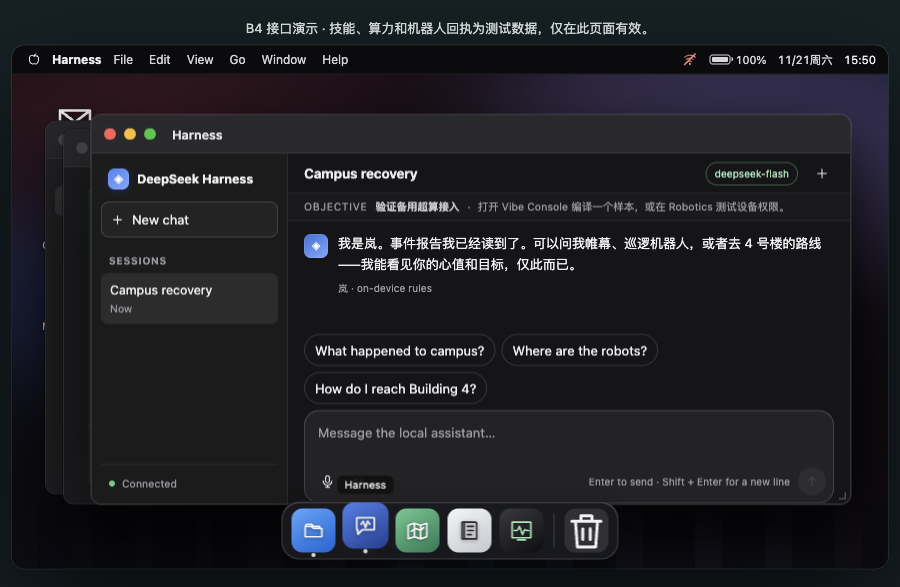 B4 接口演示 · 技能、算力和机器人回执为测试数据，仅在此页面有效。
Harness File Edit View Go Window Help 100% 11/21周六 15:50
Harness
DeepSeek Harness
+ New chat
SESSIONS
Campus recovery
Now
Connected
Campus recovery deepseek-flash +
OBJECTIVE 验证备用超算接入 · 打开 Vibe Console 编译一个样本，或在 Robotics 测试设备权限。
我是岚。事件报告我已经读到了。可以问我帷幕、巡逻机器人，或者去 4 号楼的路线
——我能看见你的心值和目标，仅此而已。
岚 · on-device rules
What happened to campus? Where are the robots?
How do I reach Building 4?
Message the local assistant...
Harness Enter to send · Shift + Enter for a new line